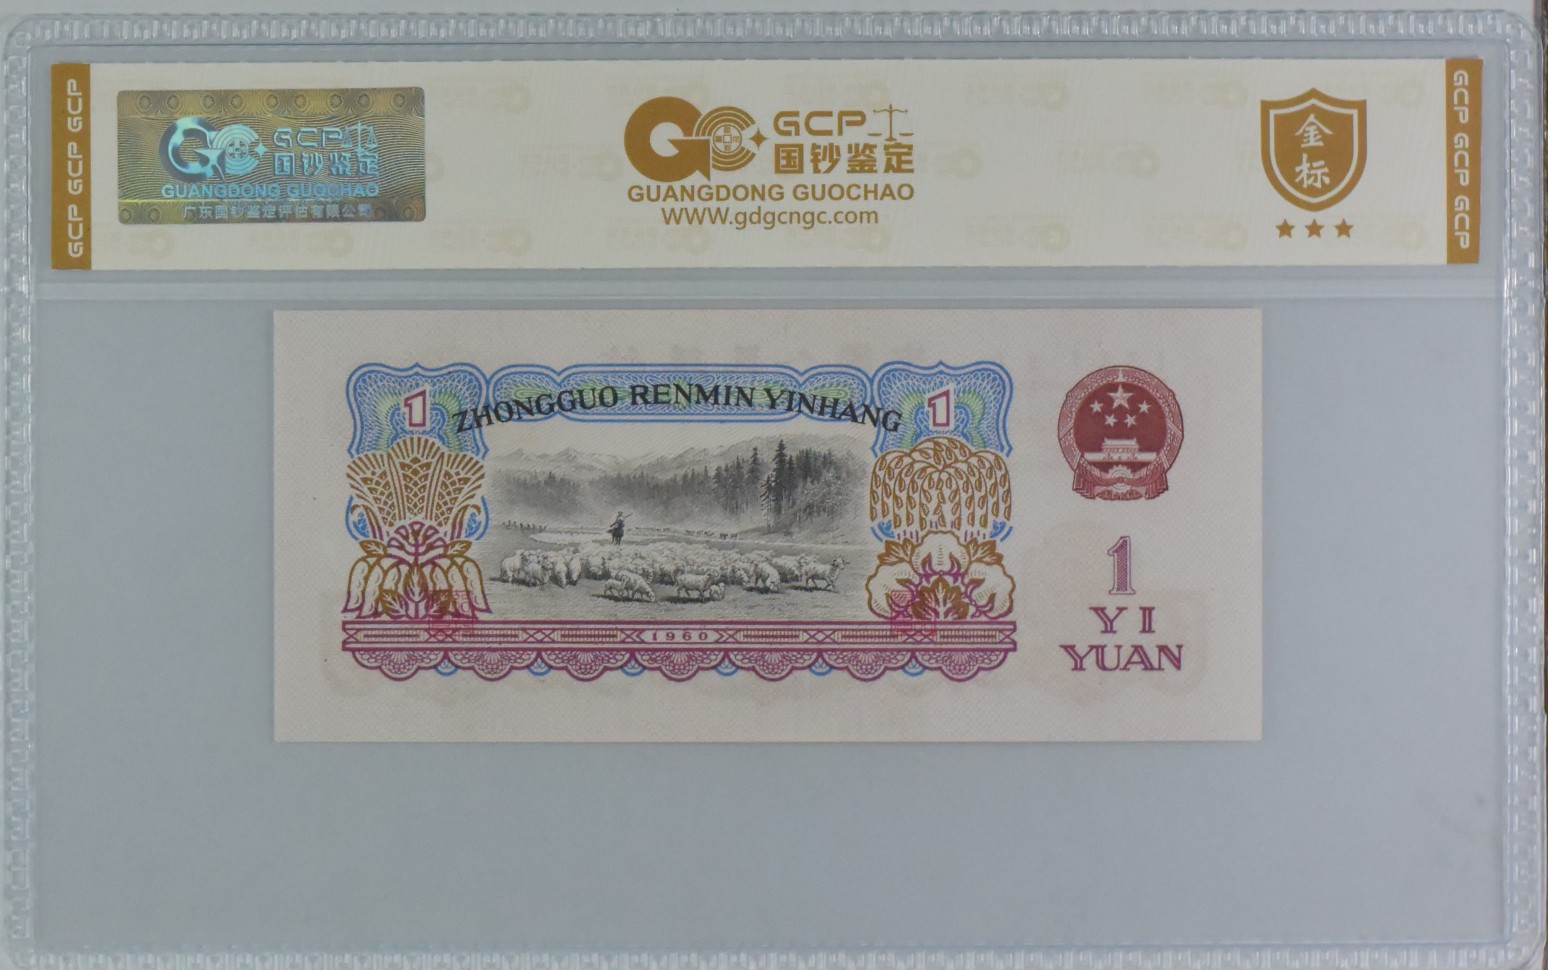 GCP GCP GCP
GCP
国钞鉴定
GUANGDONG GUOCHAO
广东国钞鉴定评估有限公司
GCP
国钞鉴定
GUANGDONG GUOCHAO
WWW.gdgcngc.com
金
标
GCP GCP GCP
1
ZHONGGUO RENMIN YINHANG
1
1960
1
YI
YUAN